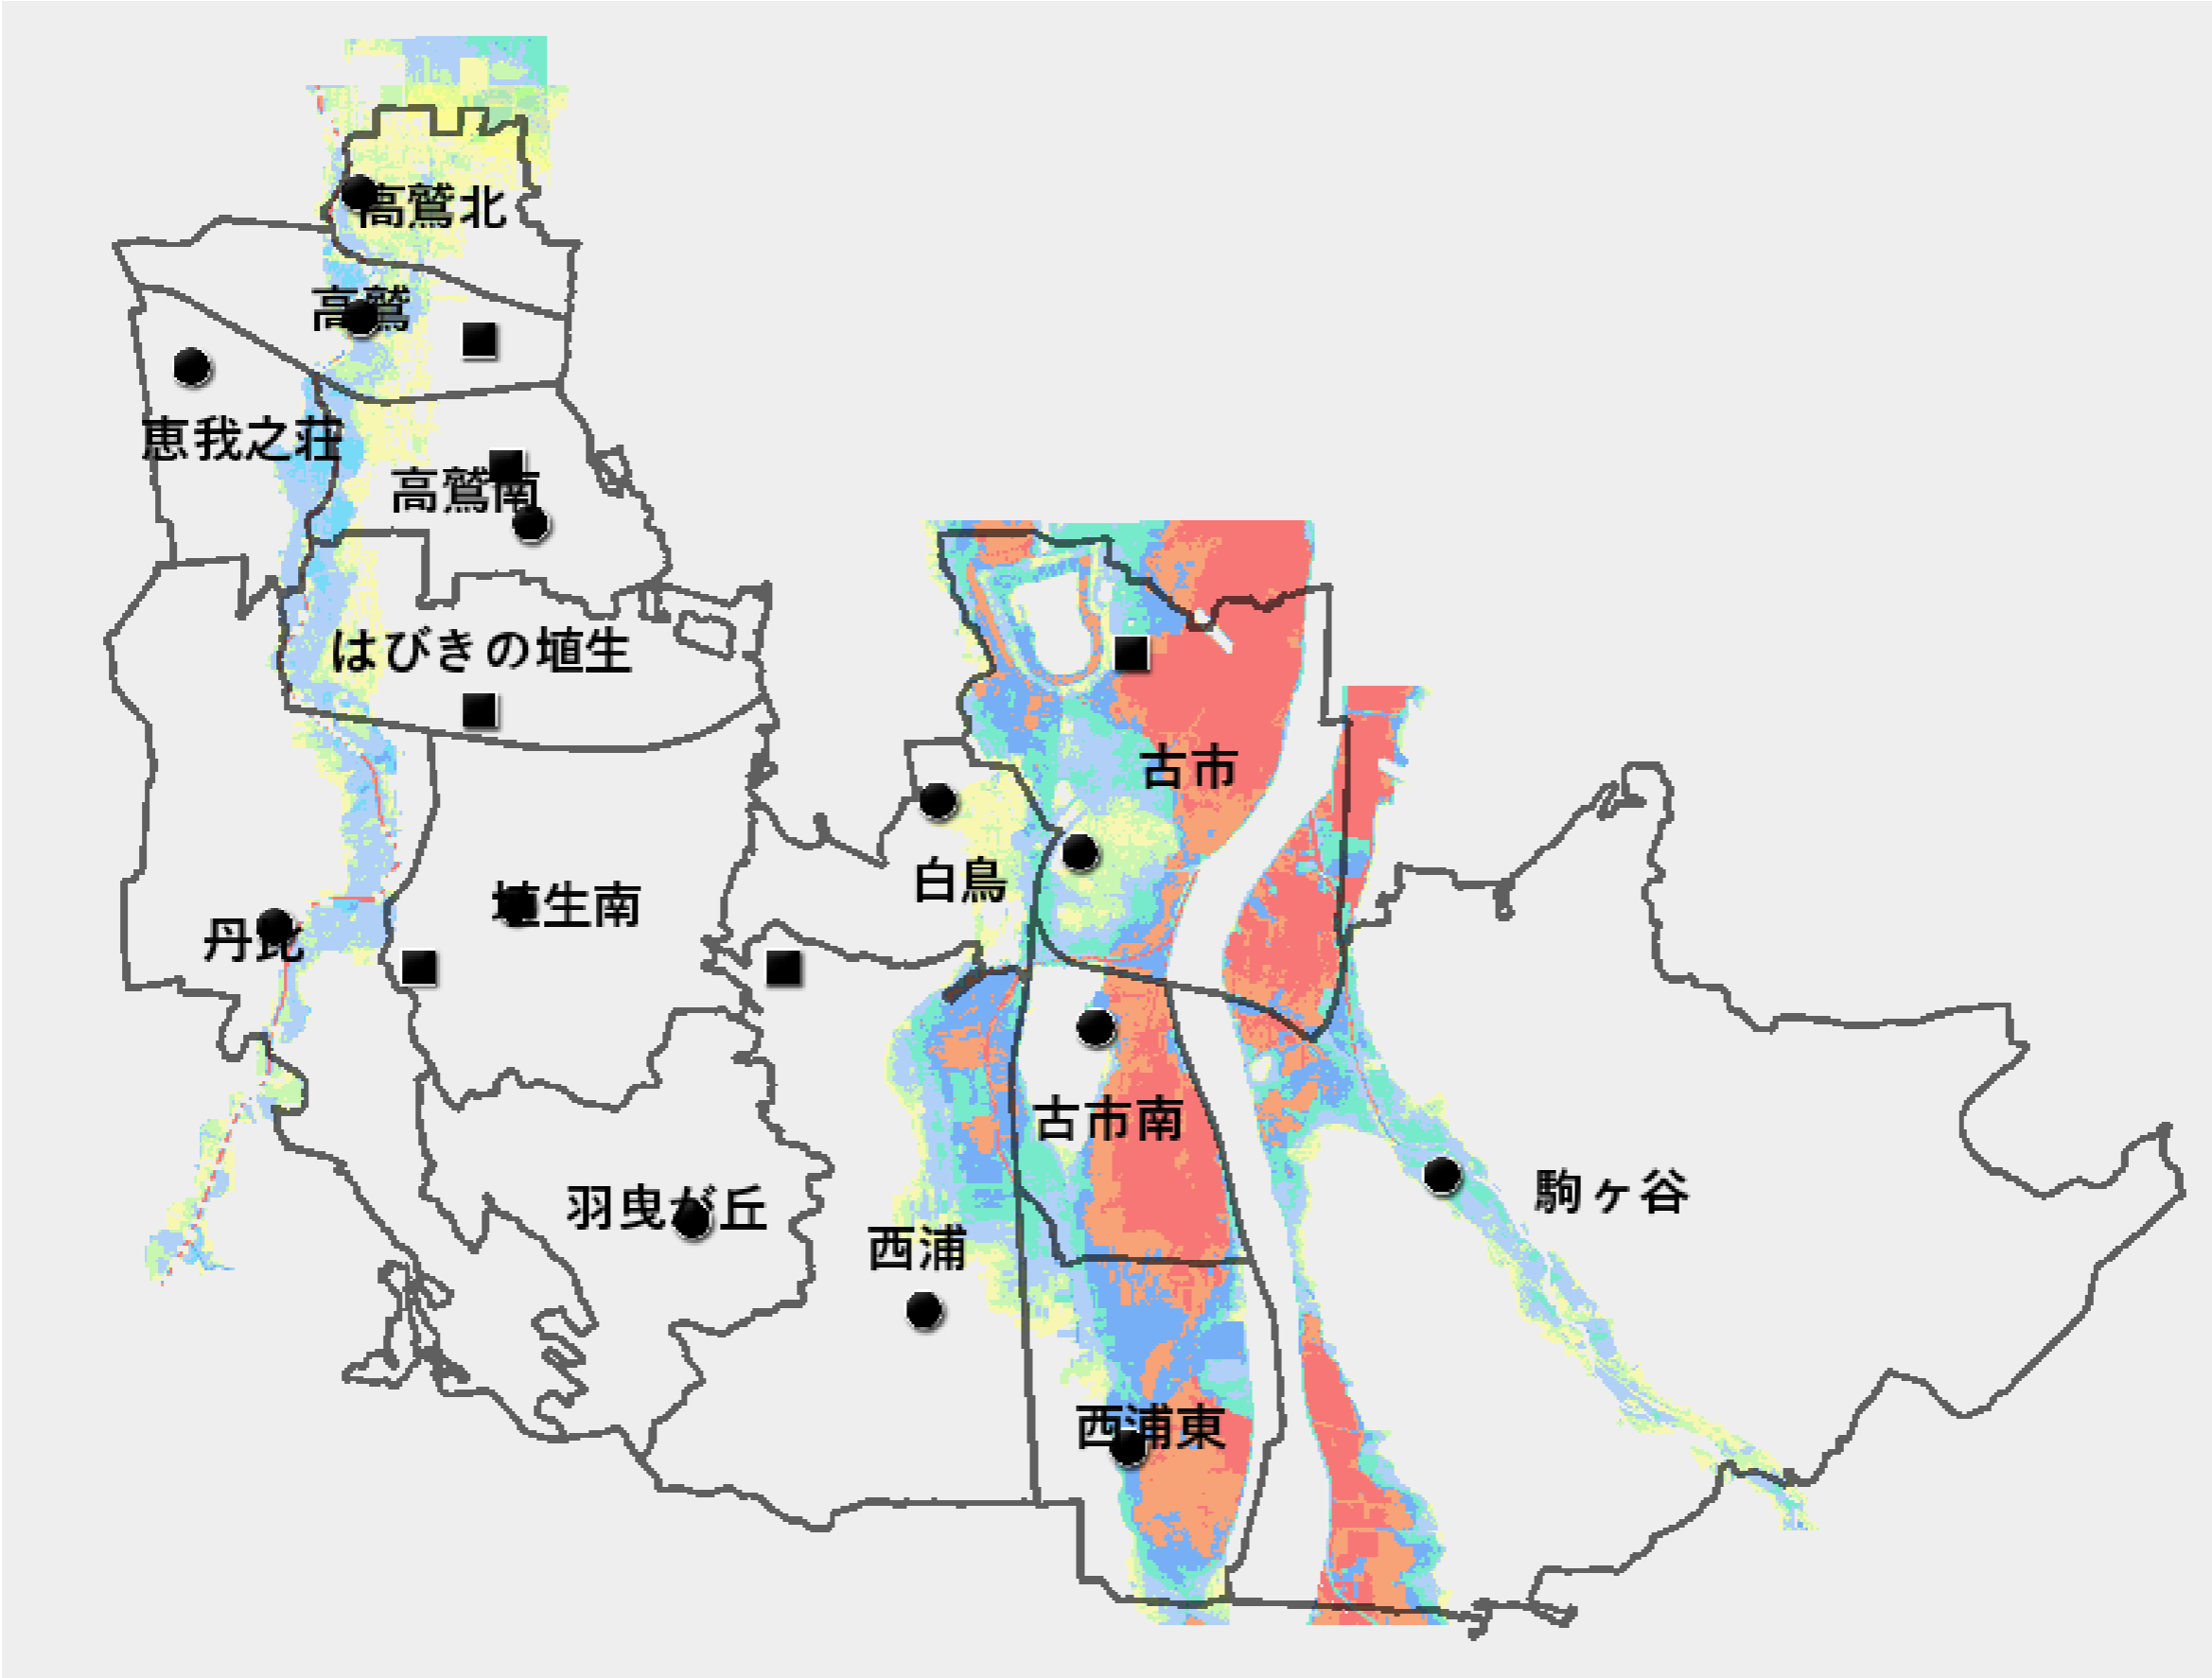 高鷲北
高鷲
恵我之荘
高鷲南
はびきの埴生
古市
白鳥
埴生南
丹比
古市南
駒ヶ谷
羽曳が丘
西浦
西浦東